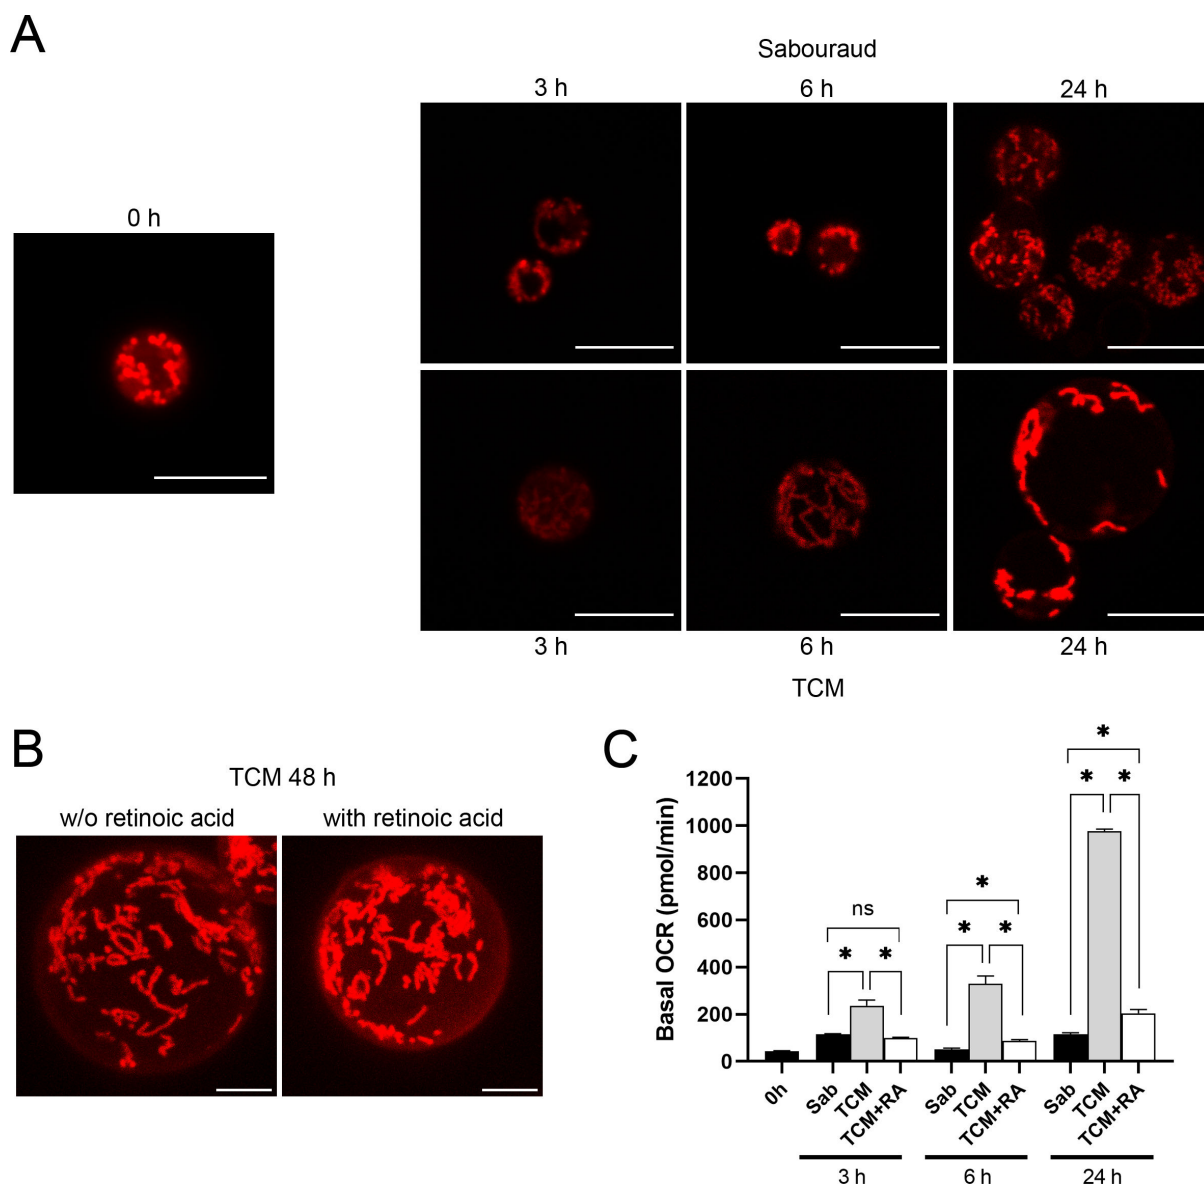 A
Sabouraud
3 h 6 h 24 h
0 h
3 h 6 h 24 h
TCM
B
TCM 48 h
w/o retinoic acid with retinoic acid
C
Basal OCR (pmol/min)
1200
1000
800
600
400
200
0
ns
* *
*
* *
*
* *
*
0h Sab TCM TCM+RA Sab TCM TCM+RA Sab TCM TCM+RA
3 h 6 h 24 h